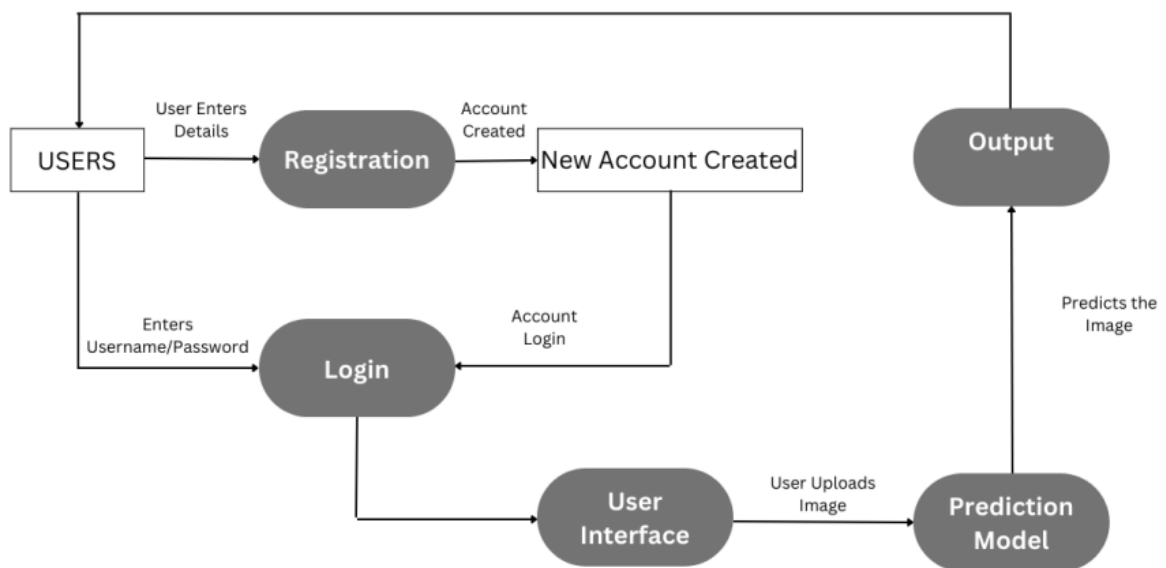 User Enters
Details
Account
Created
USERS
Registration
New Account Created
Output
Predicts the
Image
Enters
Username/Password
Account
Login
Login
User
Interface
User Uploads
Image
Prediction
Model